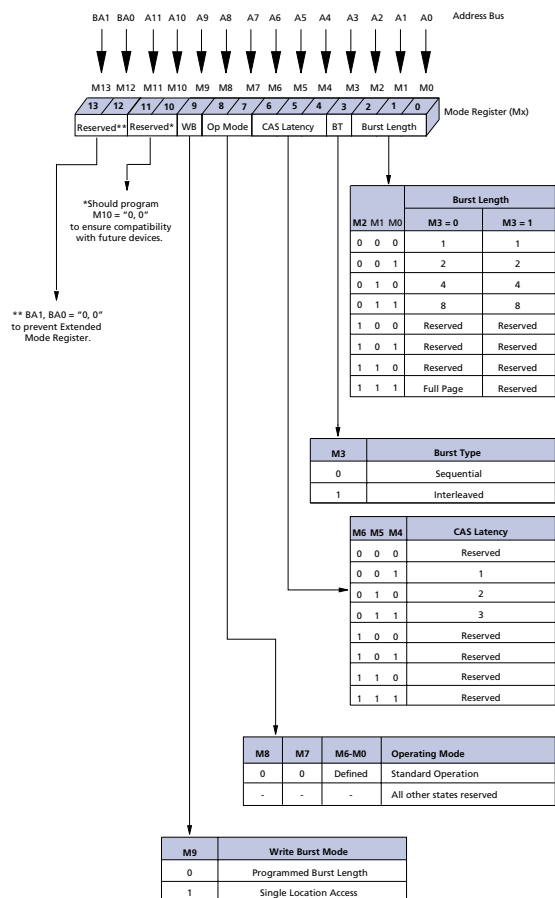 BA1 BA0 A11 A10 A9 A8 A7 A6 A5 A4 A3 A2 A1 A0 Address Bus
M13 M12 M11 M10 M9 M8 M7 M6 M5 M4 M3 M2 M1 M0
13 12 11 10 9 8 7 6 5 4 3 2 1 0 Mode Register (Mx)
Reserved** Reserved* WB Op Mode CAS Latency BT Burst Length
*Should program
M10 = “0, 0”
to ensure compatibility
with future devices.
** BA1, BA0 = “0, 0”
to prevent Extended
Mode Register.
Burst Length
M2 M1 M0 M3 = 0 M3 = 1
0 0 0 1 1
0 0 1 2 2
0 1 0 4 4
0 1 1 8 8
1 0 0 Reserved Reserved
1 0 1 Reserved Reserved
1 1 0 Reserved Reserved
1 1 1 Full Page Reserved
M3 Burst Type
0 Sequential
1 Interleaved
M6 M5 M4 CAS Latency
0 0 0 Reserved
0 0 1 1
0 1 0 2
0 1 1 3
1 0 0 Reserved
1 0 1 Reserved
1 1 0 Reserved
1 1 1 Reserved
M8 M7 M6-M0 Operating Mode
0 0 Defined Standard Operation
- - - All other states reserved
M9 Write Burst Mode
0 Programmed Burst Length
1 Single Location Access